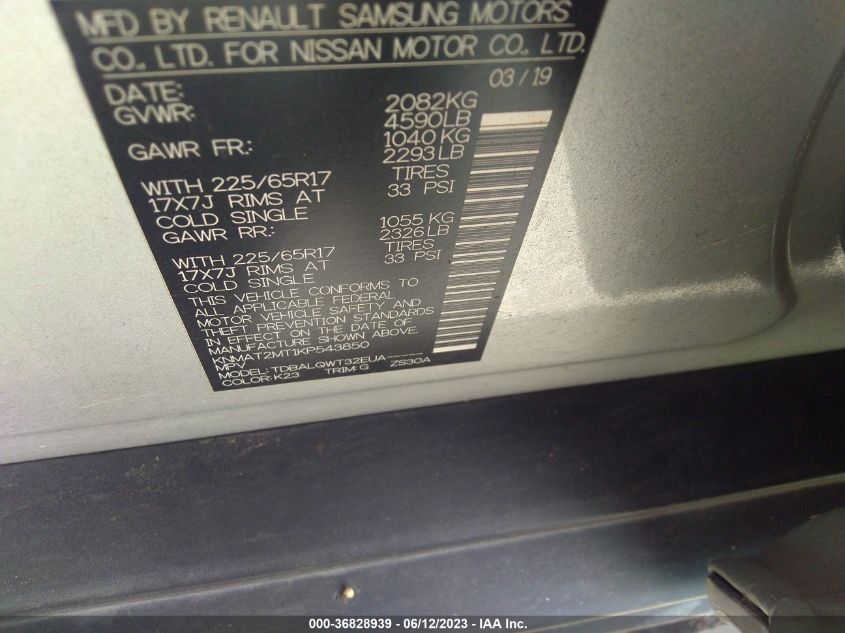 MFD BY RENAULT SAMSUNG MOTORS
CO., LTD. FOR NISSAN MOTOR CO., LTD.
DATE: 03/19
GVWR: 2082KG
4590LB
GAWR FR.: 1040KG
2293LB
WITH 225/65R17 TIRES
17X7J RIMS AT 33 PSI
COLD SINGLE
GAWR RR.: 1055KG
2326LB
WITH 225/65R17 TIRES
17X7J RIMS AT 33 PSI
COLD SINGLE
THIS VEHICLE CONFORMS TO
ALL APPLICABLE FEDERAL
MOTOR VEHICLE SAFETY AND
THEFT PREVENTION STANDARDS
IN EFFECT ON THE DATE OF
MANUFACTURE SHOWN ABOVE.
KNMAT2MT1KP543850
MPV
MODEL: TDBALQWT32EUA-----
COLOR: K23 TRIM: G ZS30A
000-36828939 - 06/12/2023 - IAA Inc.